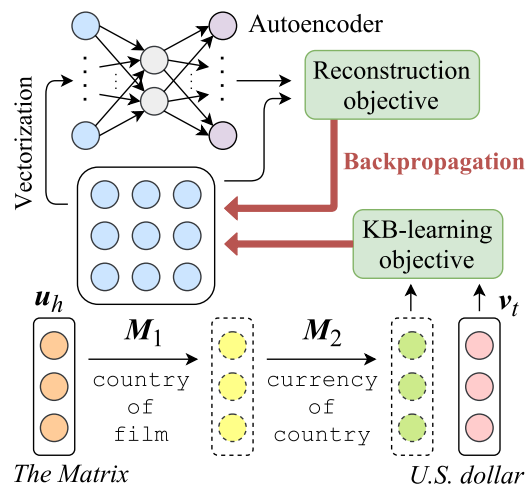 Autoencoder
Vectorization
Reconstruction
objective
Backpropagation
KB-learning
objective
u_h
M_1
M_2
v_t
country
of
film
currency
of
country
The Matrix
U.S. dollar